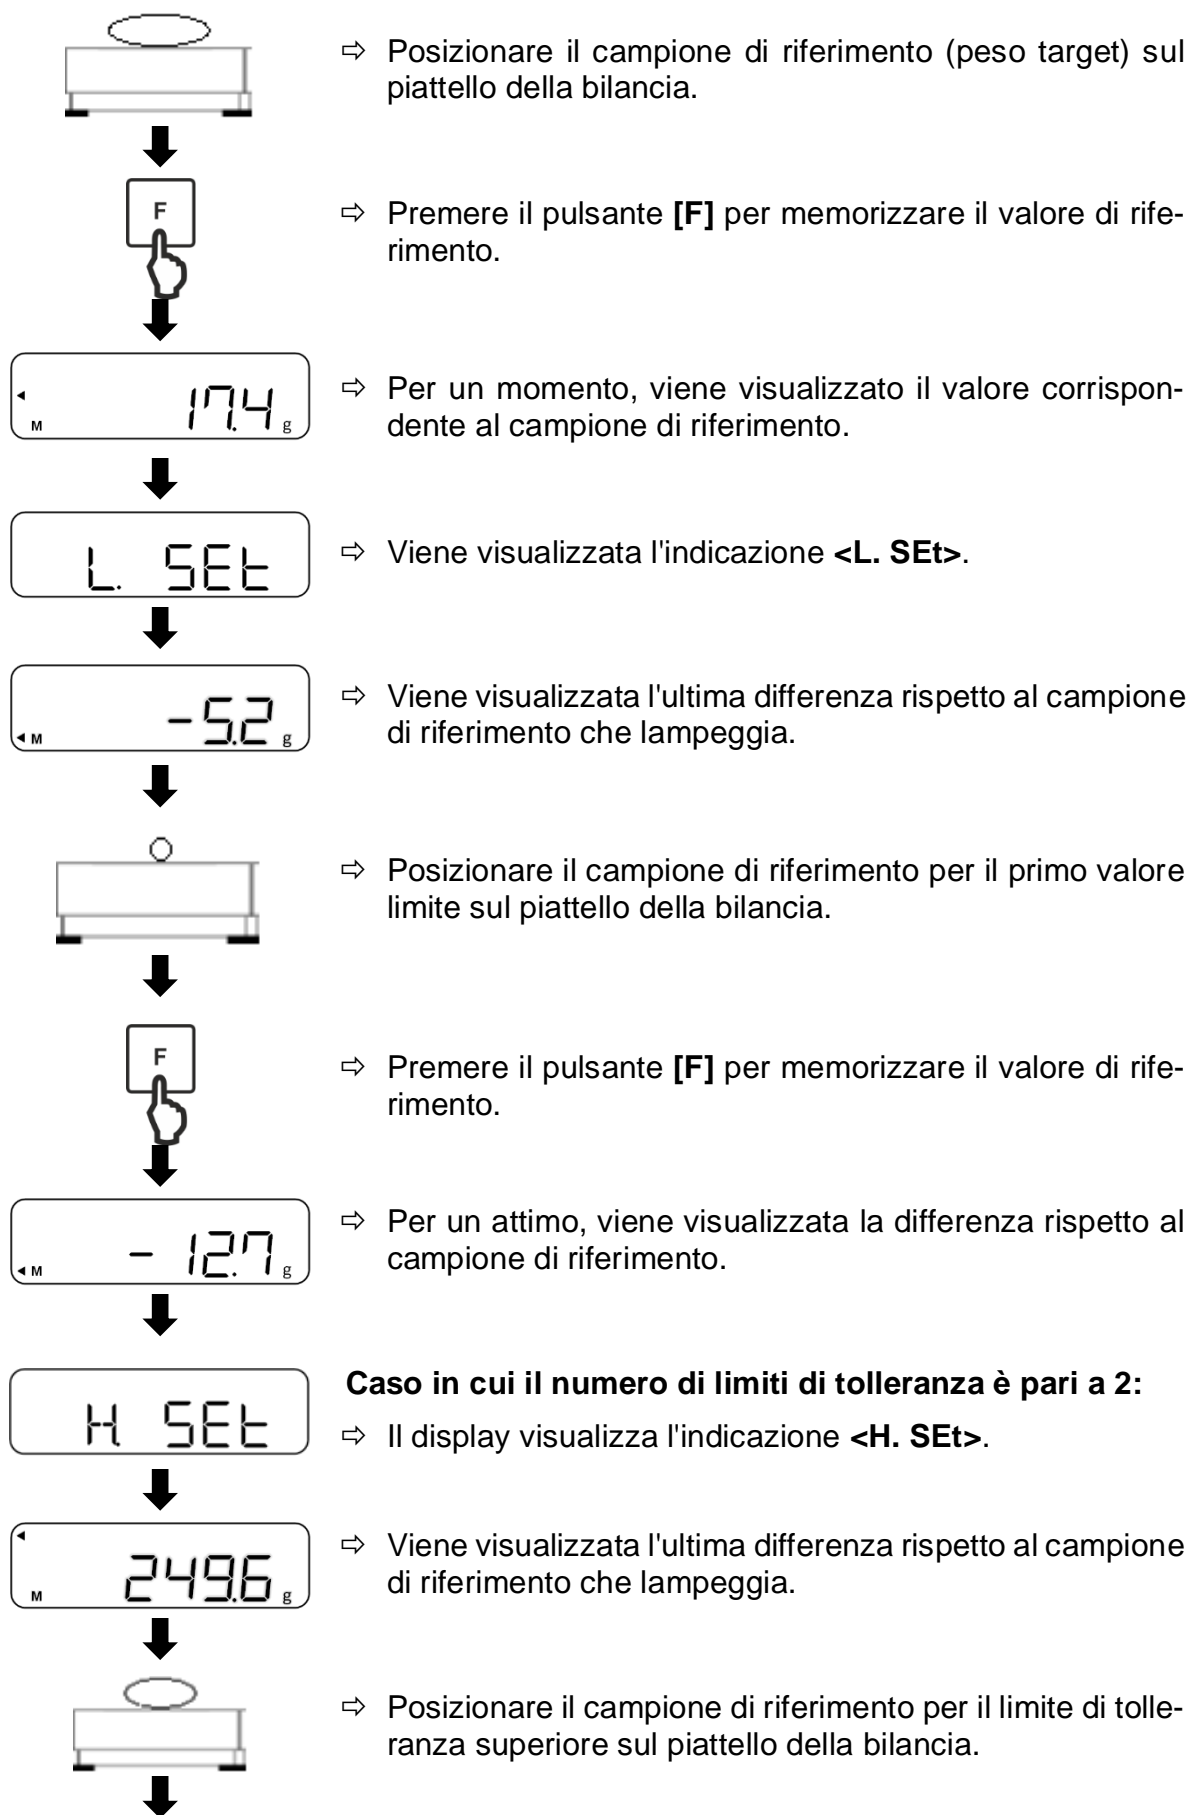 ⇨ Posizionare il campione di riferimento (peso target) sul
piattello della bilancia.
F
⇨ Premere il pulsante [F] per memorizzare il valore di rife-
rimento.
17.4 g
M
⇨ Per un momento, viene visualizzato il valore corrispon-
dente al campione di riferimento.
L. SEt
⇨ Viene visualizzata l'indicazione <L. SEt>.
-5.2 g
M
⇨ Viene visualizzata l'ultima differenza rispetto al campione
di riferimento che lampeggia.
⇨ Posizionare il campione di riferimento per il primo valore
limite sul piattello della bilancia.
F
⇨ Premere il pulsante [F] per memorizzare il valore di rife-
rimento.
- 12.7 g
M
⇨ Per un attimo, viene visualizzata la differenza rispetto al
campione di riferimento.
Caso in cui il numero di limiti di tolleranza è pari a 2:
H. SEt
⇨ Il display visualizza l'indicazione <H. SEt>.
249.6 g
M
⇨ Viene visualizzata l'ultima differenza rispetto al campione
di riferimento che lampeggia.
⇨ Posizionare il campione di riferimento per il limite di tolle-
ranza superiore sul piattello della bilancia.